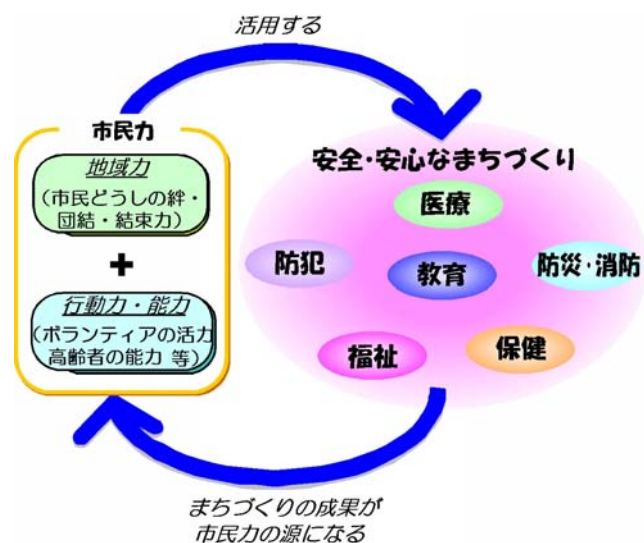 活用する
市民力
地域力
(市民どうしの絆・
団結・結束力)
+
行動力・能力
(ボランティアの活力
高齢者の能力 等)
安全・安心なまちづくり
医療
防犯
教育
防災・消防
福祉
保健
まちづくりの成果が
市民力の源になる